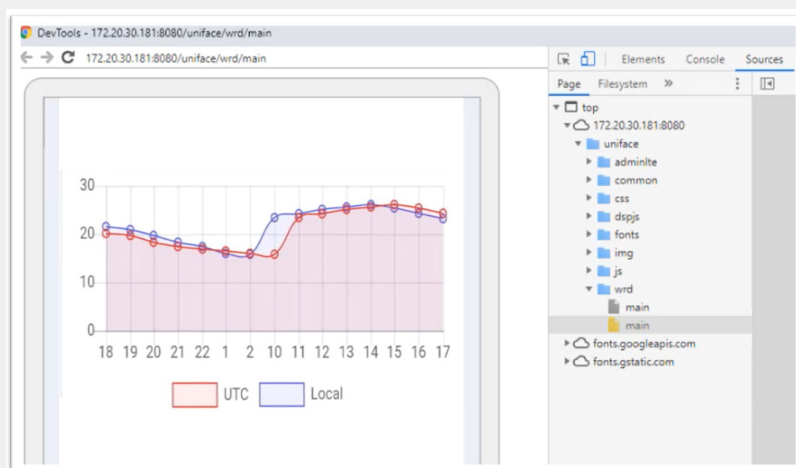 DevTools - 172.20.30.181:8080/uniface/wrd/main
172.20.30.181:8080/uniface/wrd/main
Elements Console Sources
Page Filesystem »
top
172.20.30.181:8080
uniface
adminlte
common
css
dspjs
fonts
img
js
wrd
main
main
fonts.googleapis.com
fonts.gstatic.com
30
20
10
0
18 19 20 21 22 1 2 10 11 12 13 14 15 16 17
UTC Local